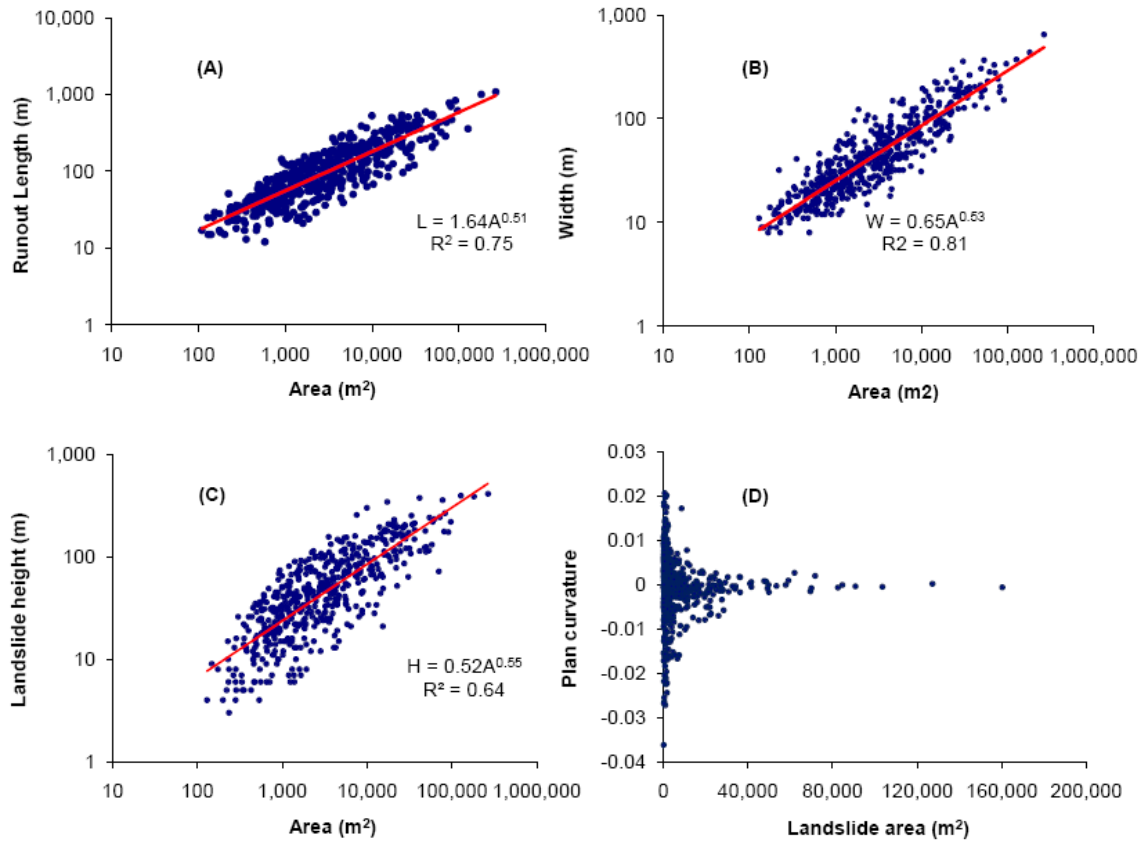 10,000
1,000
100
10
1
Runout Length (m)
(A)
L = 1.64A^0.51
R² = 0.75
10 100 1,000 10,000 100,000 1,000,000
Area (m²)
1,000
100
10
1
Width (m)
(B)
W = 0.65A^0.53
R2 = 0.81
10 100 1,000 10,000 100,000 1,000,000
Area (m2)
1,000
100
10
1
Landslide height (m)
(C)
H = 0.52A^0.55
R² = 0.64
10 100 1,000 10,000 100,000 1,000,000
Area (m²)
0.03
0.02
0.01
0
-0.01
-0.02
-0.03
-0.04
Plan curvature
(D)
0 40,000 80,000 120,000 160,000 200,000
Landslide area (m²)